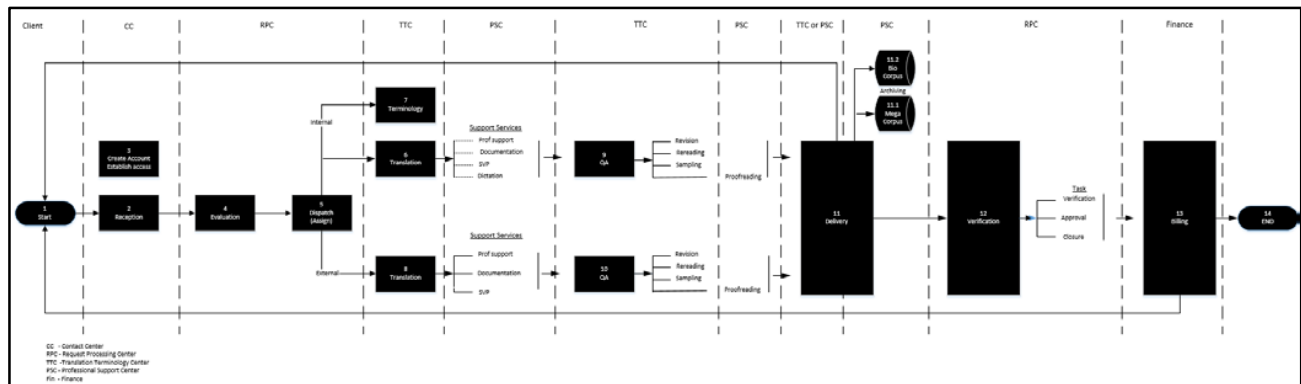 Client
CC
RPC
TTC
PSC
TTC
PSC
TTC or PSC
PSC
RPC
Finance
11.2
Bio
Corpus
Archiving
11.1
Mega
Corpus
7
Terminology
Internal
3
Create Account
Establish access
6
Translation
Support Services
Prof support
Documentation
SVP
Dictation
9
QA
Revision
Rereading
Sampling
Proofreading
1
Start
2
Reception
4
Evaluation
5
Dispatch
(Assign)
11
Delivery
12
Verification
Task
Verification
Approval
Closure
13
Billing
14
END
External
8
Translation
Support Services
Prof support
Documentation
SVP
10
QA
Revision
Rereading
Sampling
Proofreading
CC - Contact Center
RPC - Request Processing Center
TTC -Translation Terminology Center
PSC - Professional Support Center
Fin - Finance